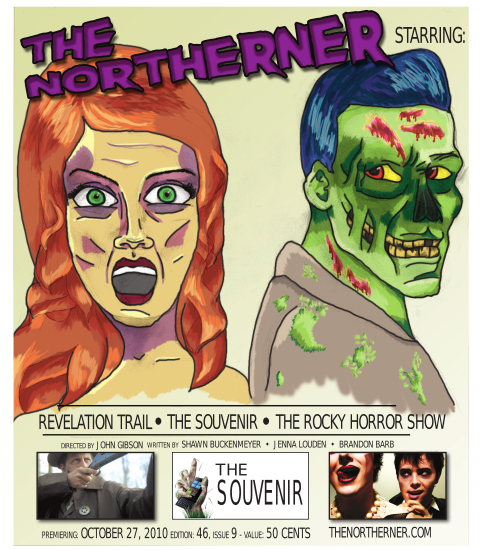 THE
NORTHERNER
STARRING:
REVELATION TRAIL • THE SOUVENIR • THE ROCKY HORROR SHOW
DIRECTED BY JOHN GIBSON WRITTEN BY SHAWN BUCKENMEYER • JENNA LOUDEN • BRANDON BARB
THE
SOUVENIR
PREMIERING: OCTOBER 27, 2010 EDITION: 46, ISSUE 9 - VALUE: 50 CENTS THENORTHERNER.COM